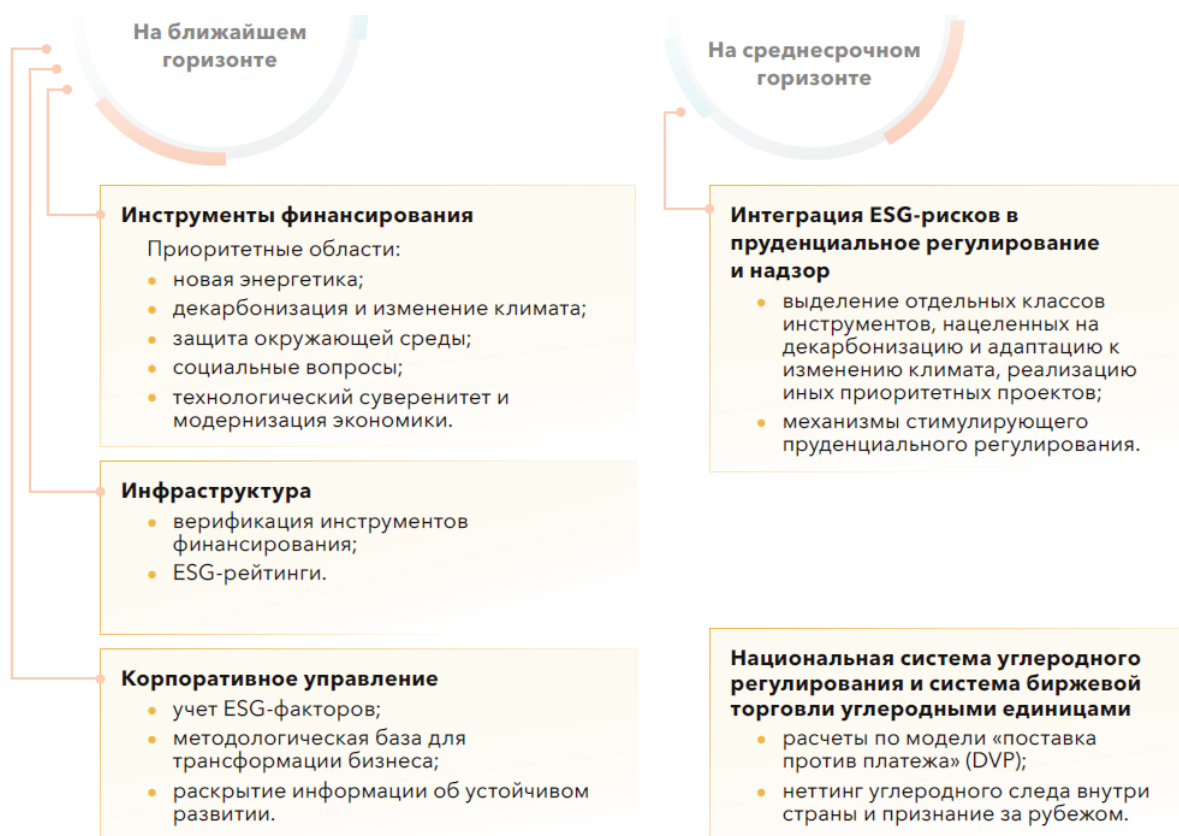 На ближайшем
горизонте
Инструменты финансирования
Приоритетные области:
• новая энергетика;
• декарбонизация и изменение климата;
• защита окружающей среды;
• социальные вопросы;
• технологический суверенитет и
модернизация экономики.
Инфраструктура
• верификация инструментов
финансирования;
• ESG-рейтинги.
Корпоративное управление
• учет ESG-факторов;
• методологическая база для
трансформации бизнеса;
• раскрытие информации об устойчивом
развитии.
На среднесрочном
горизонте
Интеграция ESG-рисков в
пруденциальное регулирование
и надзор
• выделение отдельных классов
инструментов, нацеленных на
декарбонизацию и адаптацию к
изменению климата, реализацию
иных приоритетных проектов;
• механизмы стимулирующего
пруденциального регулирования.
Национальная система углеродного
регулирования и система биржевой
торговли углеродными единицами
• расчеты по модели «поставка
против платежа» (DVP);
• неттинг углеродного следа внутри
страны и признание за рубежом.